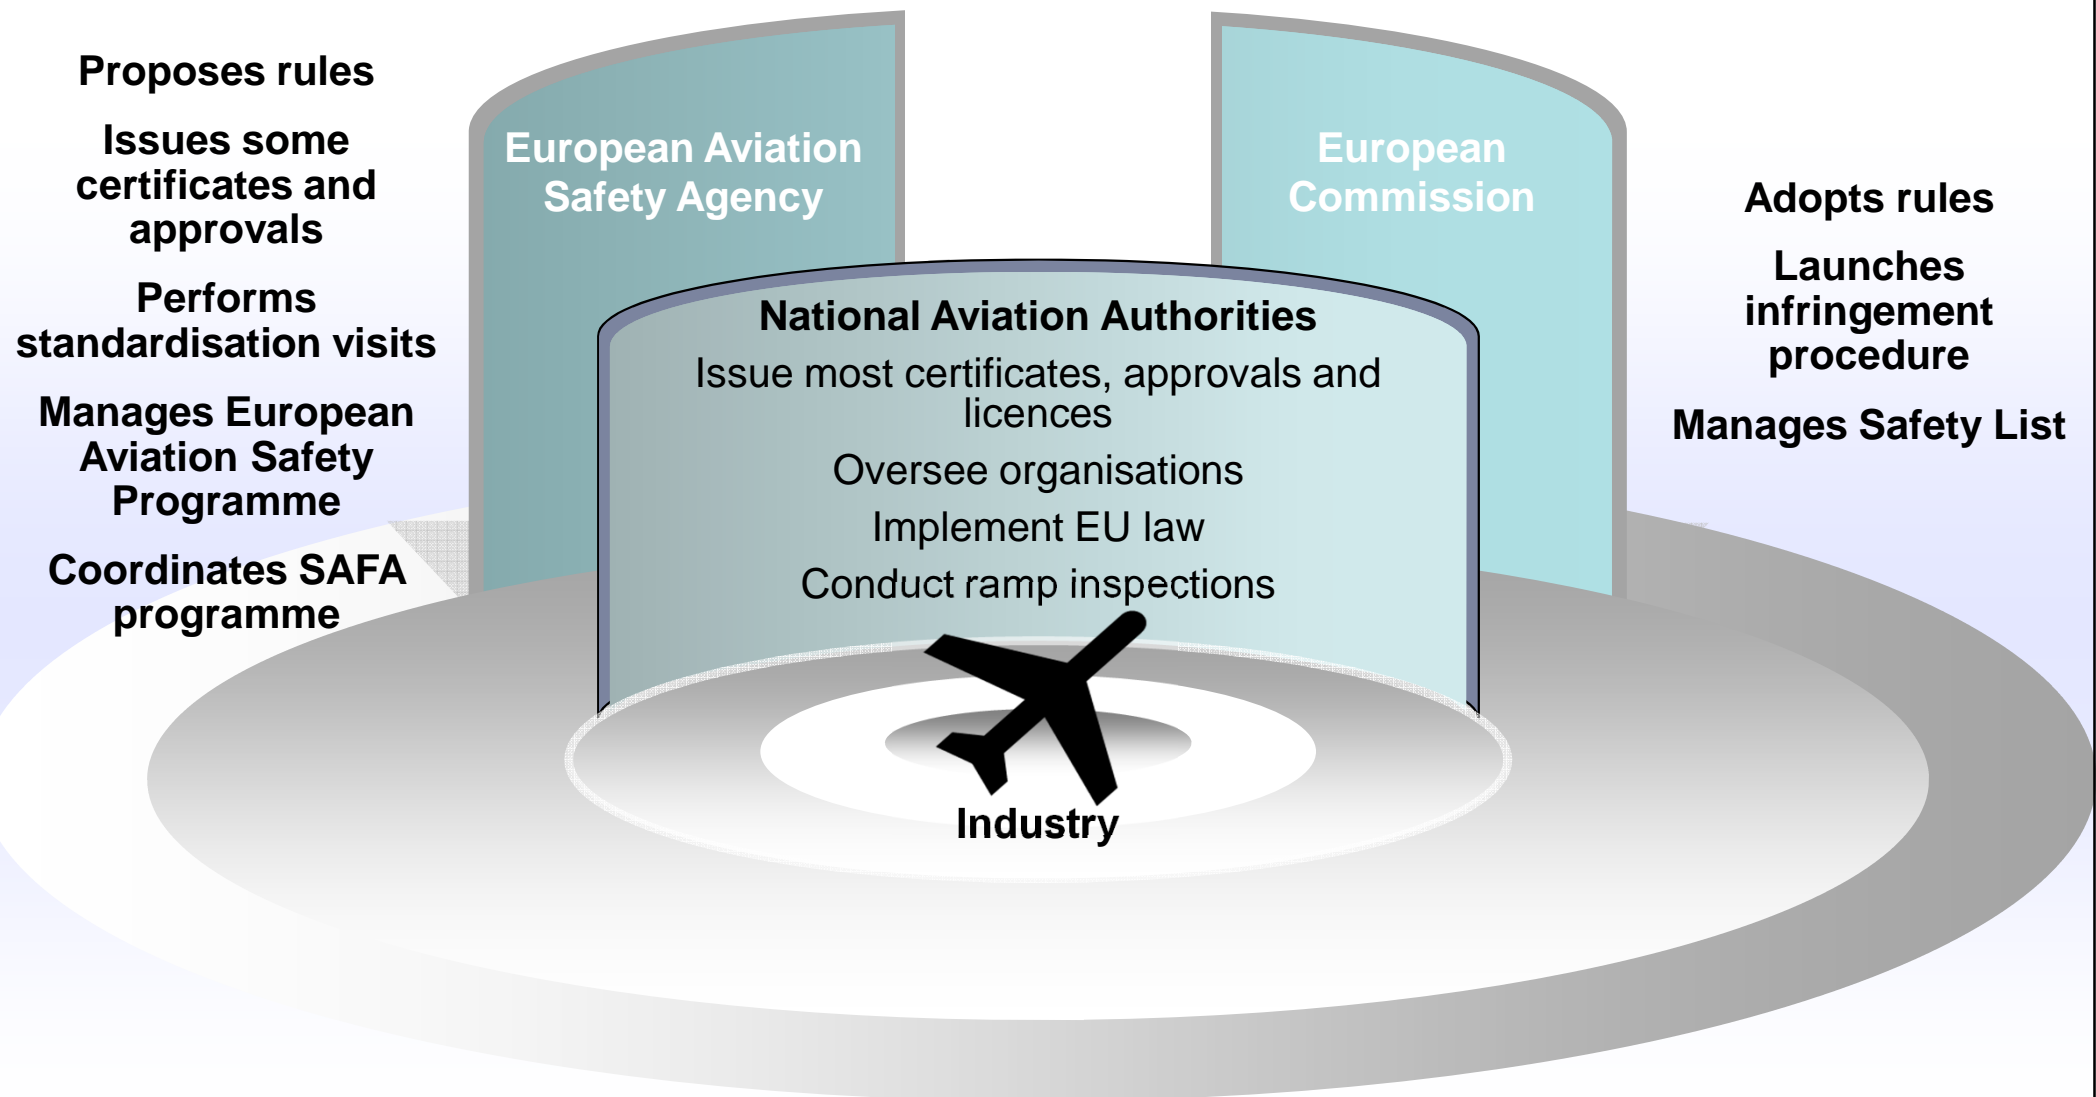 Proposes rules
Issues some
certificates and
approvals
Performs
standardisation visits
Manages European
Aviation Safety
Programme
Coordinates SAFA
programme
European Aviation
Safety Agency
European
Commission
Adopts rules
Launches
infringement
procedure
Manages Safety List
National Aviation Authorities
Issue most certificates, approvals and
licences
Oversee organisations
Implement EU law
Conduct ramp inspections
Industry